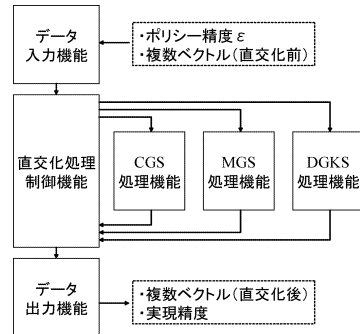 データ
入力機能
・ポリシー精度ε
・複数ベクトル(直交化前)
直交化処理
制御機能
CGS
処理機能
MGS
処理機能
DGKS
処理機能
データ
出力機能
・複数ベクトル(直交化後)
・実現精度